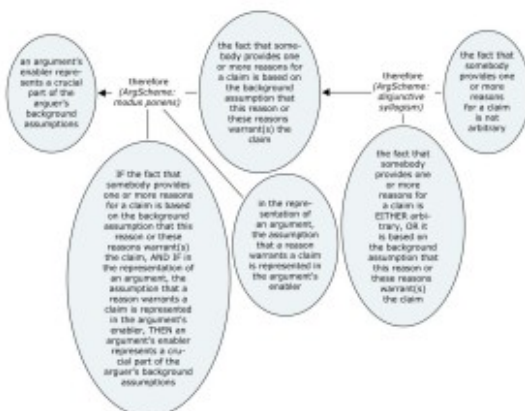 an argument's
enabler repre-
sents a crucial
part of the
arguer's
background
assumptions
therefore
(ArgScheme:
modus ponens)
the fact that some-
body provides one
or more reasons for
a claim is based on
the background
assumption that
this reason or
these reasons
warrant(s) the
claim
therefore
(ArgScheme:
disjunctive
syllogism)
the fact that
somebody
provides one
or more
reasons
for a claim
is not
arbitrary
IF the fact that
somebody provides
one or more reasons
for a claim is based
on the background
assumption that this
reason or these
reasons warrant(s)
the claim, AND IF in
the representation of
an argument, the
assumption that a
reason warrants a
claim is represented
in the argument's
enabler, THEN an
argument's enabler
represents a cru-
cial part of the
arguer's background
assumptions
in the repre-
sentation of
an argument,
the assumption
that a reason
warrants a claim
is represented in
the argument's
enabler
the fact that
somebody
provides one
or more
reasons for
a claim is
EITHER arbi-
trary, OR it
is based on
the background
assumption that
this reason or
these reasons
warrant(s)
the claim